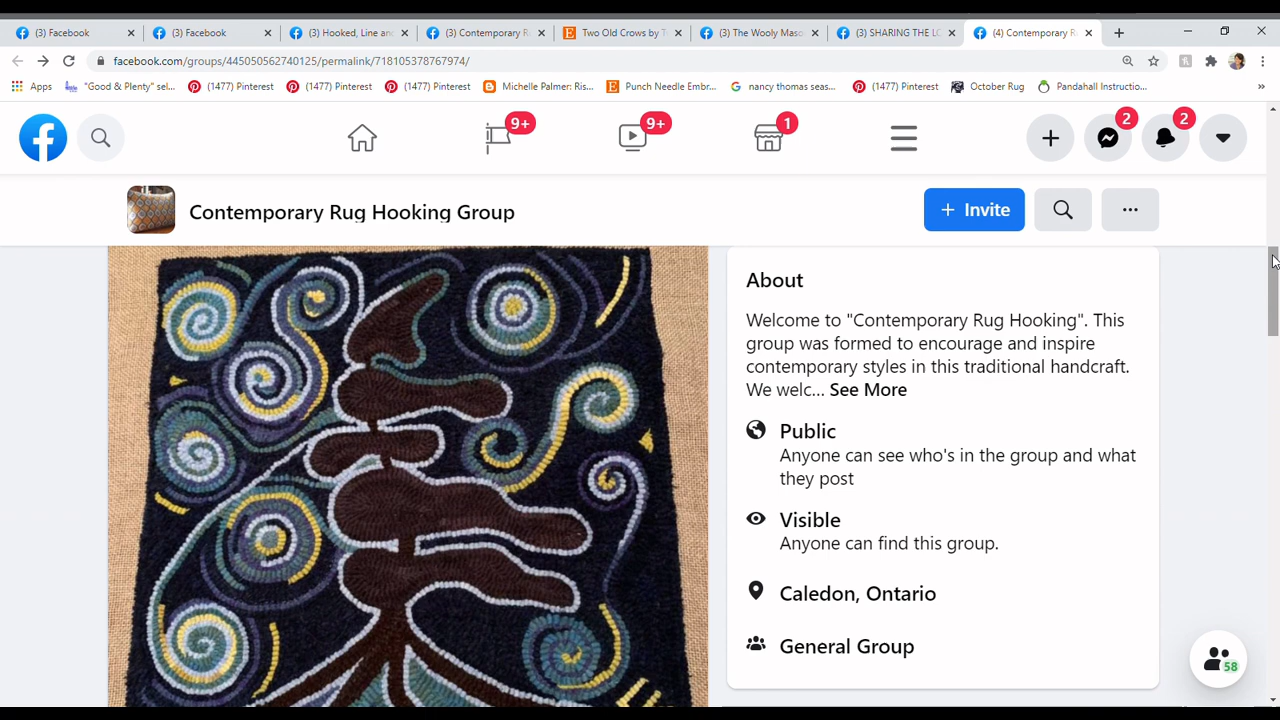 (3) Facebook
(3) Facebook
(3) Hooked, Line an
(3) Contemporary R
Two Old Crows by T
(3) The Wooly Maso
(3) SHARING THE LO
(4) Contemporary R
facebook.com/groups/445050562740125/permalink/718105378767974/
Apps
"Good & Plenty" sel...
(1477) Pinterest
(1477) Pinterest
(1477) Pinterest
Michelle Palmer: Ris...
Punch Needle Embr...
nancy thomas seas...
(1477) Pinterest
October Rug
Pandahall Instructio...
9+
9+
1
2
2
Contemporary Rug Hooking Group
+ Invite
About
Welcome to "Contemporary Rug Hooking". This
group was formed to encourage and inspire
contemporary styles in this traditional handcraft.
We welc... See More
Public
Anyone can see who's in the group and what
they post
Visible
Anyone can find this group.
Caledon, Ontario
General Group
58